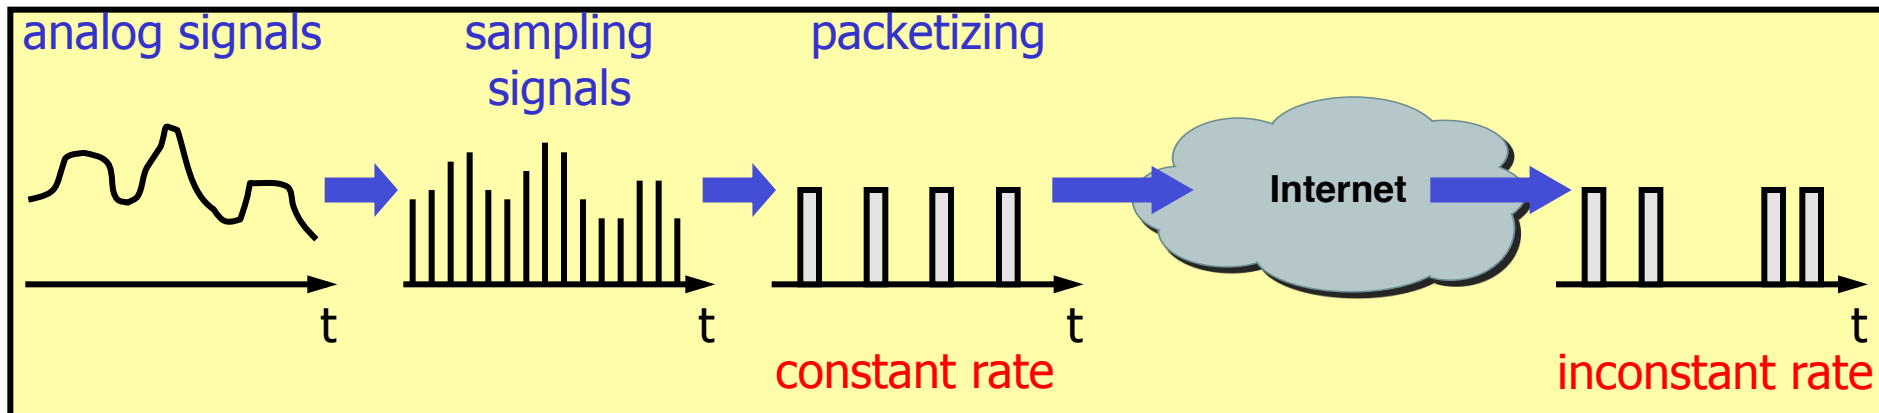 analog signals
sampling
signals
packetizing
Internet
t
t
t
t
constant rate
inconstant rate